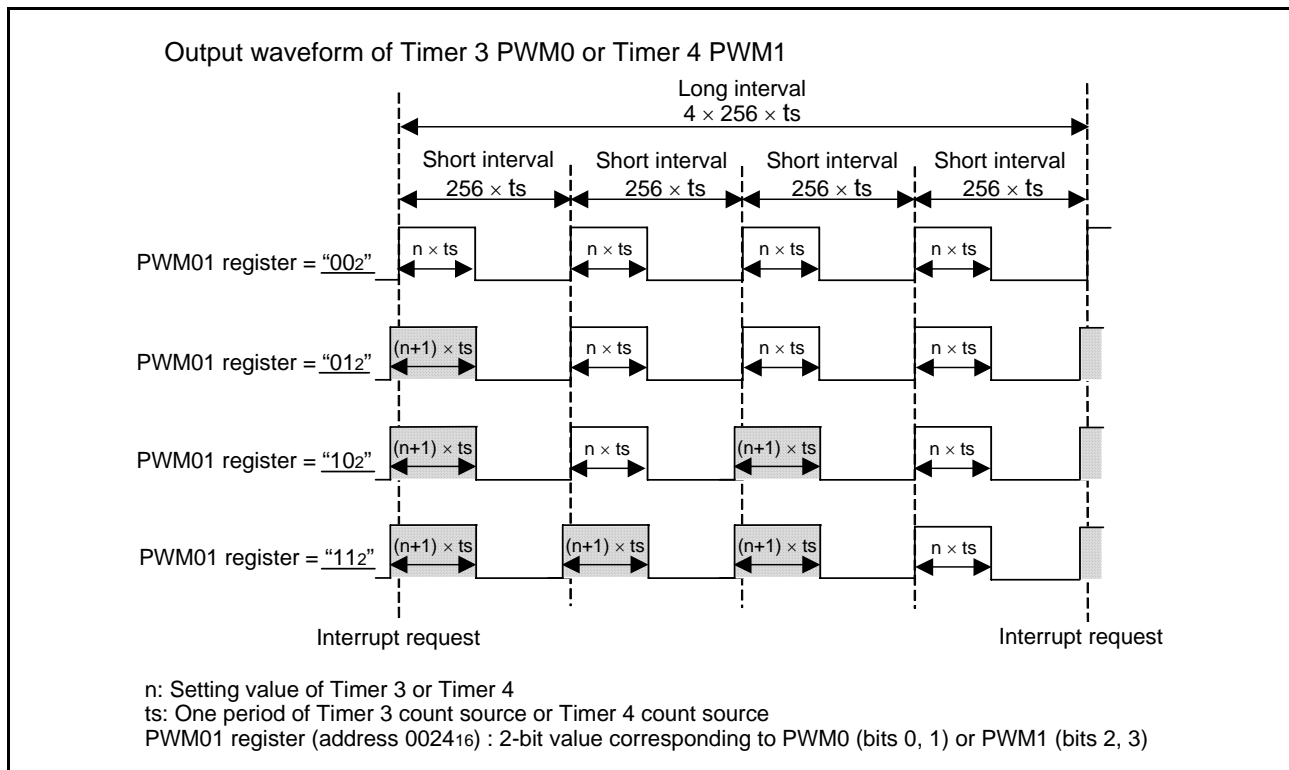 Output waveform of Timer 3 PWM0 or Timer 4 PWM1
Long interval
4 × 256 × ts
Short interval Short interval Short interval Short interval
256 × ts 256 × ts 256 × ts 256 × ts
PWM01 register = “002” n × ts n × ts n × ts n × ts
PWM01 register = “012” (n+1) × ts n × ts n × ts n × ts
PWM01 register = “102” (n+1) × ts n × ts (n+1) × ts n × ts
PWM01 register = “112” (n+1) × ts (n+1) × ts (n+1) × ts n × ts
Interrupt request Interrupt request
n: Setting value of Timer 3 or Timer 4
ts: One period of Timer 3 count source or Timer 4 count source
PWM01 register (address 002416) : 2-bit value corresponding to PWM0 (bits 0, 1) or PWM1 (bits 2, 3)